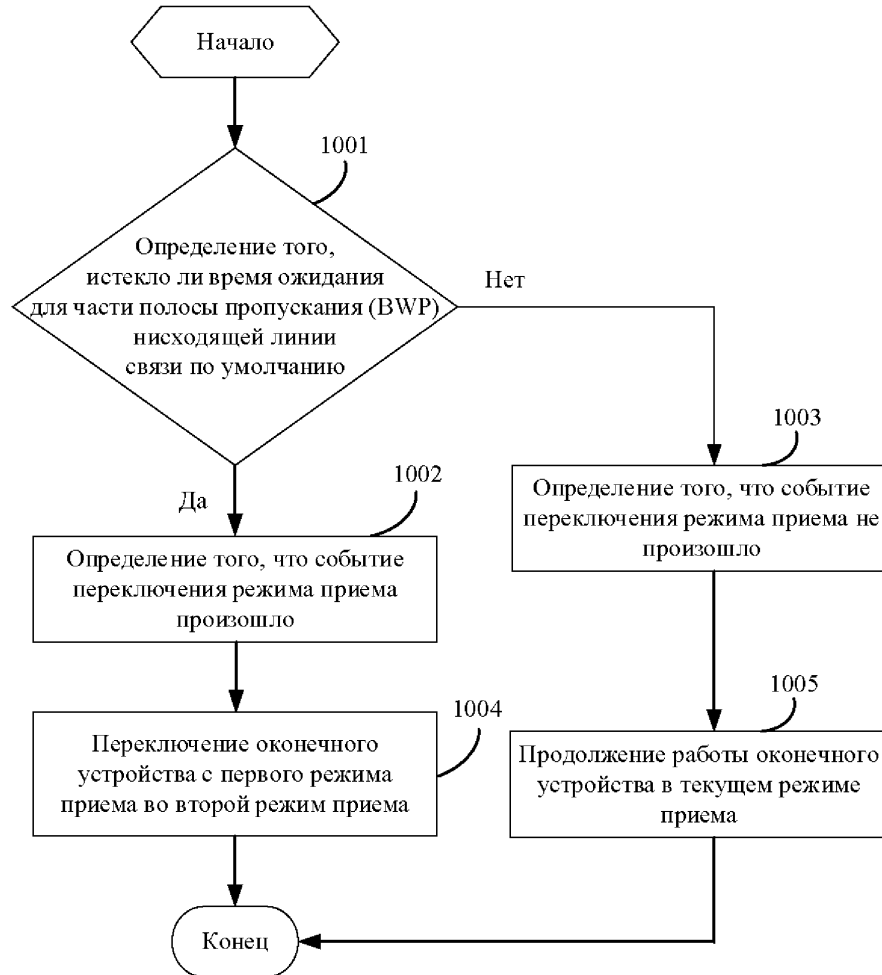 Начало
1001
Определение того,
истекло ли время ожидания
для части полосы пропускания (BWP)
нисходящей линии
связи по умолчанию
Нет
Да
1002
Определение того, что событие
переключения режима приема
произошло
1003
Определение того, что событие
переключения режима приема не
произошло
1004
Переключение оконечного
устройства с первого режима
приема во второй режим приема
1005
Продолжение работы оконечного
устройства в текущем режиме
приема
Конец